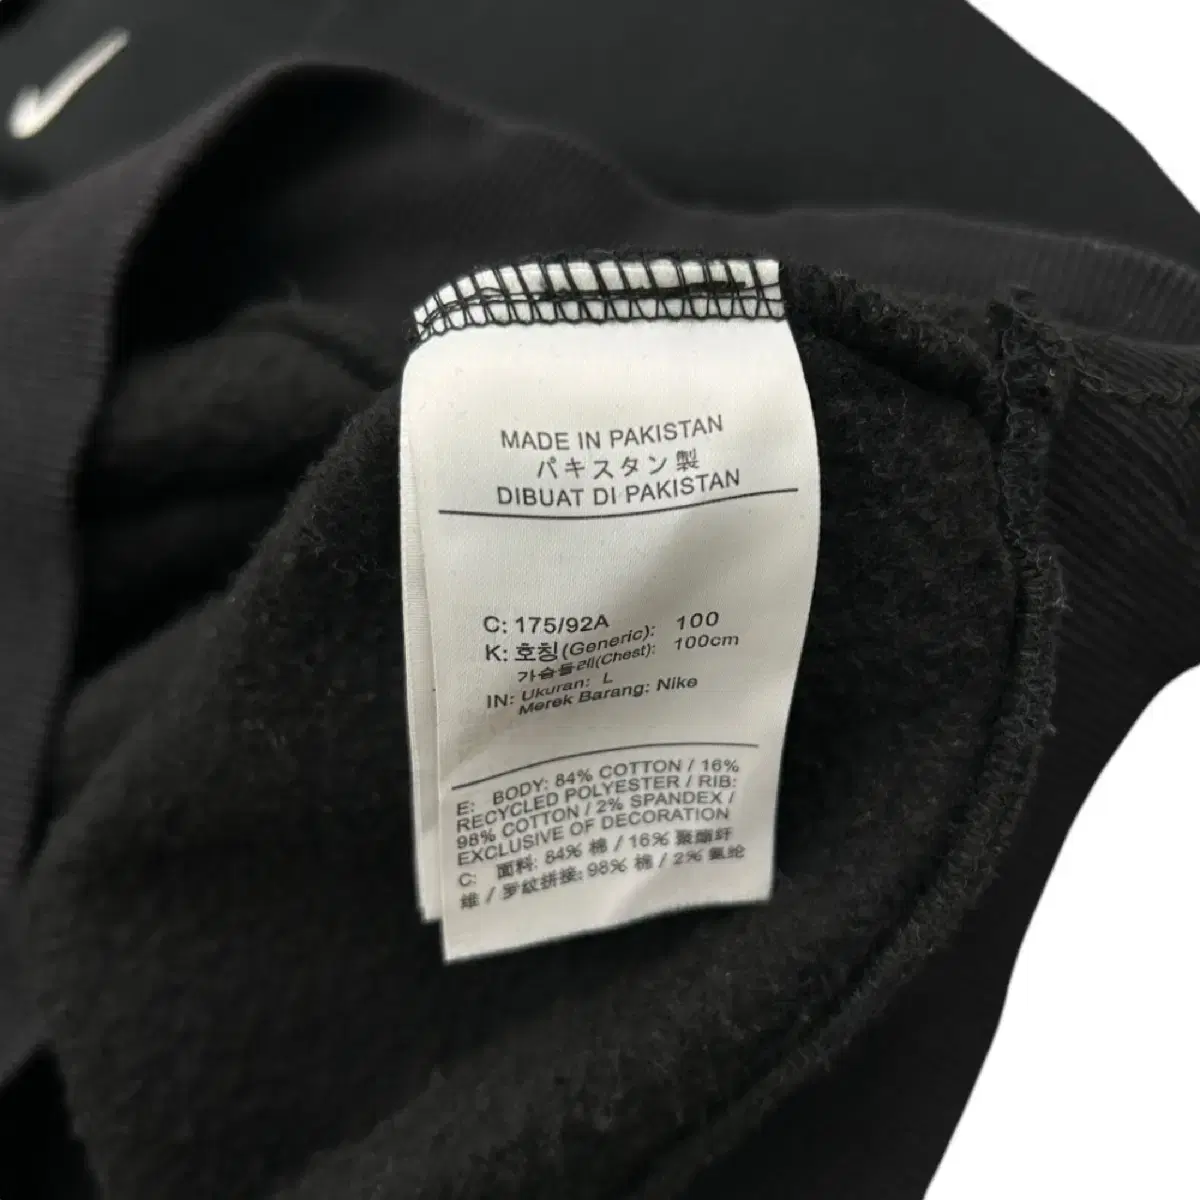 MADE IN PAKISTAN
パキスタン製
DIBUAT DI PAKISTAN
C: 175/92A
K: 호칭(Generic): 100
가슴둘레(Chest): 100cm
IN: Ukuran: L
Merek Barang: Nike
E: BODY: 84% COTTON / 16%
RECYCLED POLYESTER / RIB:
98% COTTON / 2% SPANDEX /
EXCLUSIVE OF DECORATION
C: 面料: 84% 棉 / 16% 聚酯纤
维 / 罗纹拼接: 98% 棉 / 2% 氨纶